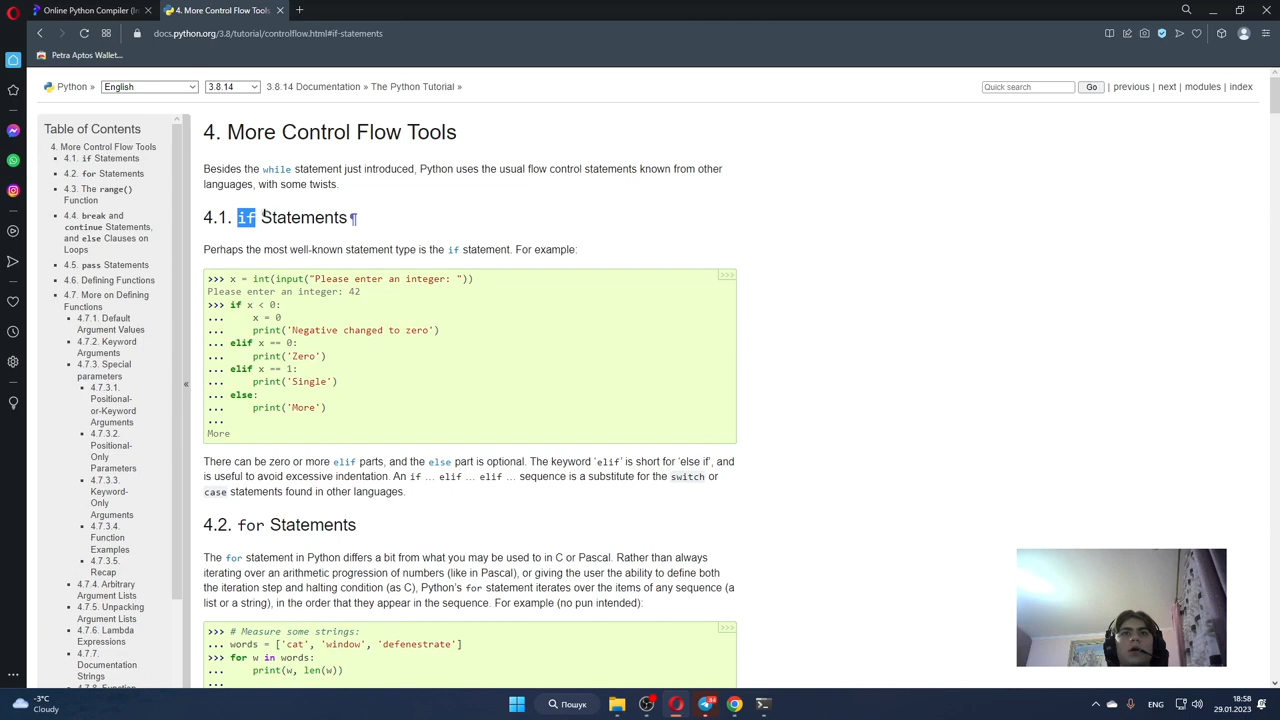 Online Python Compiler (In
4. More Control Flow Tools
docs.python.org/3.8/tutorial/controlflow.html#if-statements
Petra Aptos Wallet...
Python »
English
3.8.14
3.8.14 Documentation » The Python Tutorial »
Quick search
Go
| previous | next | modules | index
Table of Contents
4. More Control Flow Tools
4.1. if Statements
4.2. for Statements
4.3. The range()
Function
4.4. break and
continue Statements,
and else Clauses on
Loops
4.5. pass Statements
4.6. Defining Functions
4.7. More on Defining
Functions
4.7.1. Default
Argument Values
4.7.2. Keyword
Arguments
4.7.3. Special
parameters
4.7.3.1.
Positional-
or-Keyword
Arguments
4.7.3.2.
Positional-
Only
Parameters
4.7.3.3.
Keyword-
Only
Arguments
4.7.3.4.
Function
Examples
4.7.3.5.
Recap
4.7.4. Arbitrary
Argument Lists
4.7.5. Unpacking
Argument Lists
4.7.6. Lambda
Expressions
4.7.7.
Documentation
Strings
4.7.8. Function
«
4. More Control Flow Tools
Besides the while statement just introduced, Python uses the usual flow control statements known from other
languages, with some twists.
4.1. if Statements ¶
Perhaps the most well-known statement type is the if statement. For example:
>>>
>>> x = int(input("Please enter an integer: "))
Please enter an integer: 42
>>> if x < 0:
...     x = 0
...     print('Negative changed to zero')
... elif x == 0:
...     print('Zero')
... elif x == 1:
...     print('Single')
... else:
...     print('More')
...
More
There can be zero or more elif parts, and the else part is optional. The keyword 'elif' is short for 'else if', and
is useful to avoid excessive indentation. An if … elif … elif … sequence is a substitute for the switch or
case statements found in other languages.
4.2. for Statements
The for statement in Python differs a bit from what you may be used to in C or Pascal. Rather than always
iterating over an arithmetic progression of numbers (like in Pascal), or giving the user the ability to define both
the iteration step and halting condition (as C), Python's for statement iterates over the items of any sequence (a
list or a string), in the order that they appear in the sequence. For example (no pun intended):
>>>
>>> # Measure some strings:
... words = ['cat', 'window', 'defenestrate']
>>> for w in words:
...     print(w, len(w))
...
-3°C
Cloudy
Пошук
84
ENG
18:58
29.01.2023